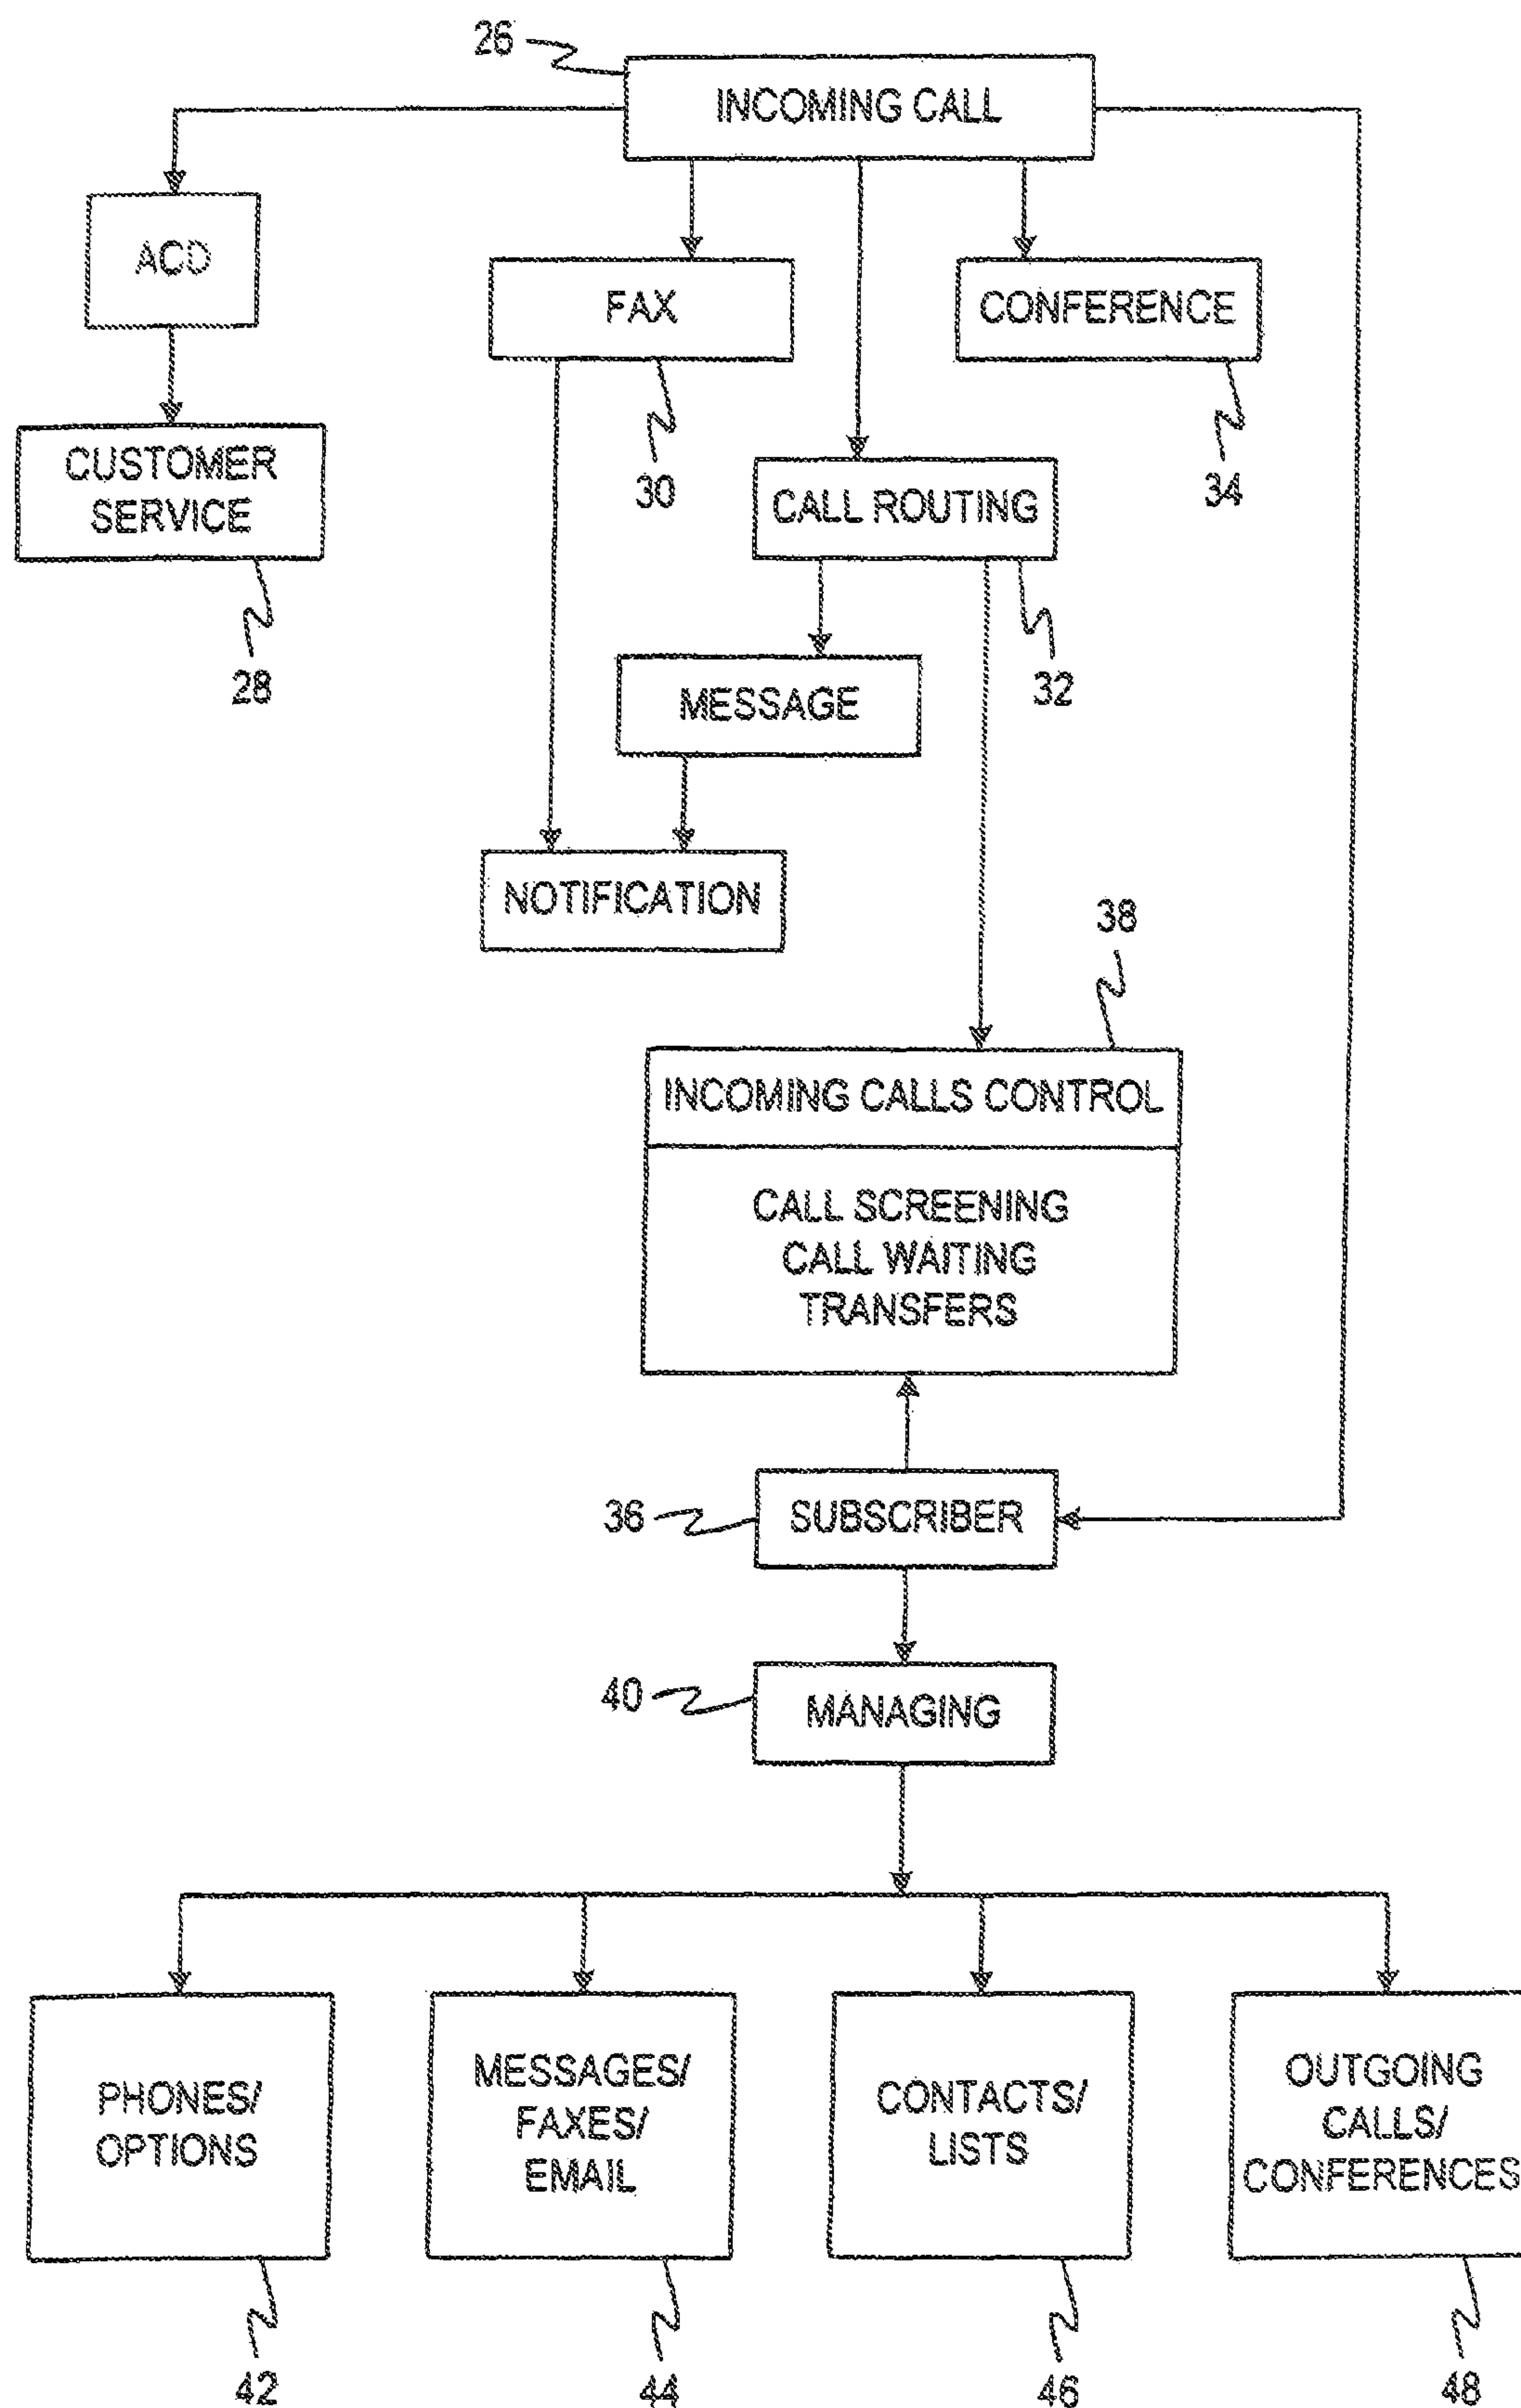 26
INCOMING CALL
ACD
FAX
CONFERENCE
CUSTOMER
SERVICE
30
CALL ROUTING
34
28
MESSAGE
32
NOTIFICATION
38
INCOMING CALLS CONTROL
CALL SCREENING
CALL WAITING
TRANSFERS
36
SUBSCRIBER
40
MANAGING
PHONES/
OPTIONS
MESSAGES/
FAXES/
EMAIL
CONTACTS/
LISTS
OUTGOING
CALLS/
CONFERENCES
42
44
46
48